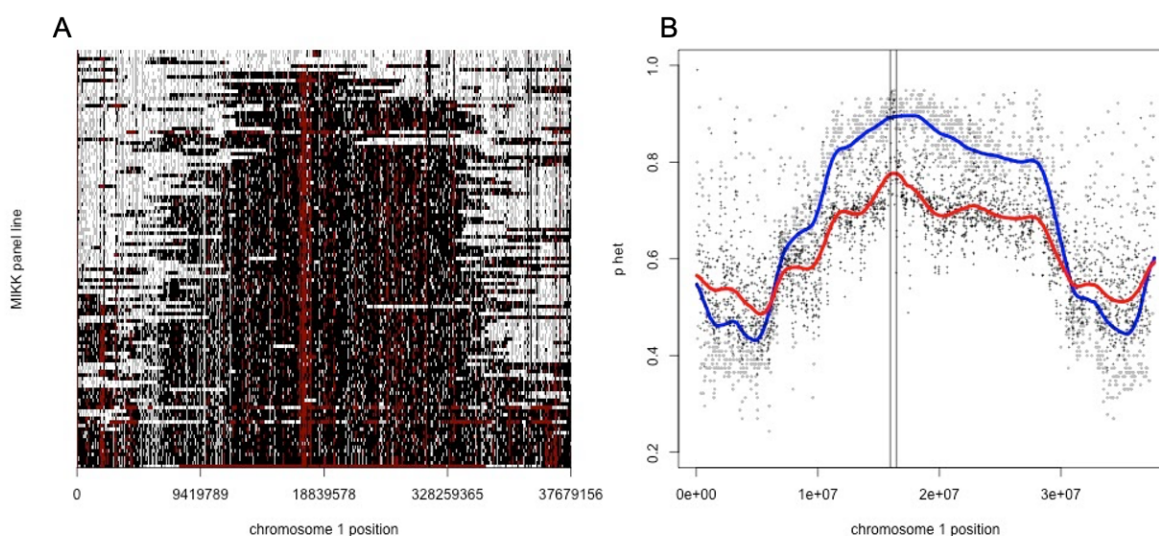 A
MIKK panel line
0 9419789 18839578 328259365 37679156
chromosome 1 position
B
p het
1.0
0.8
0.6
0.4
0.2
0e+00 1e+07 2e+07 3e+07
chromosome 1 position